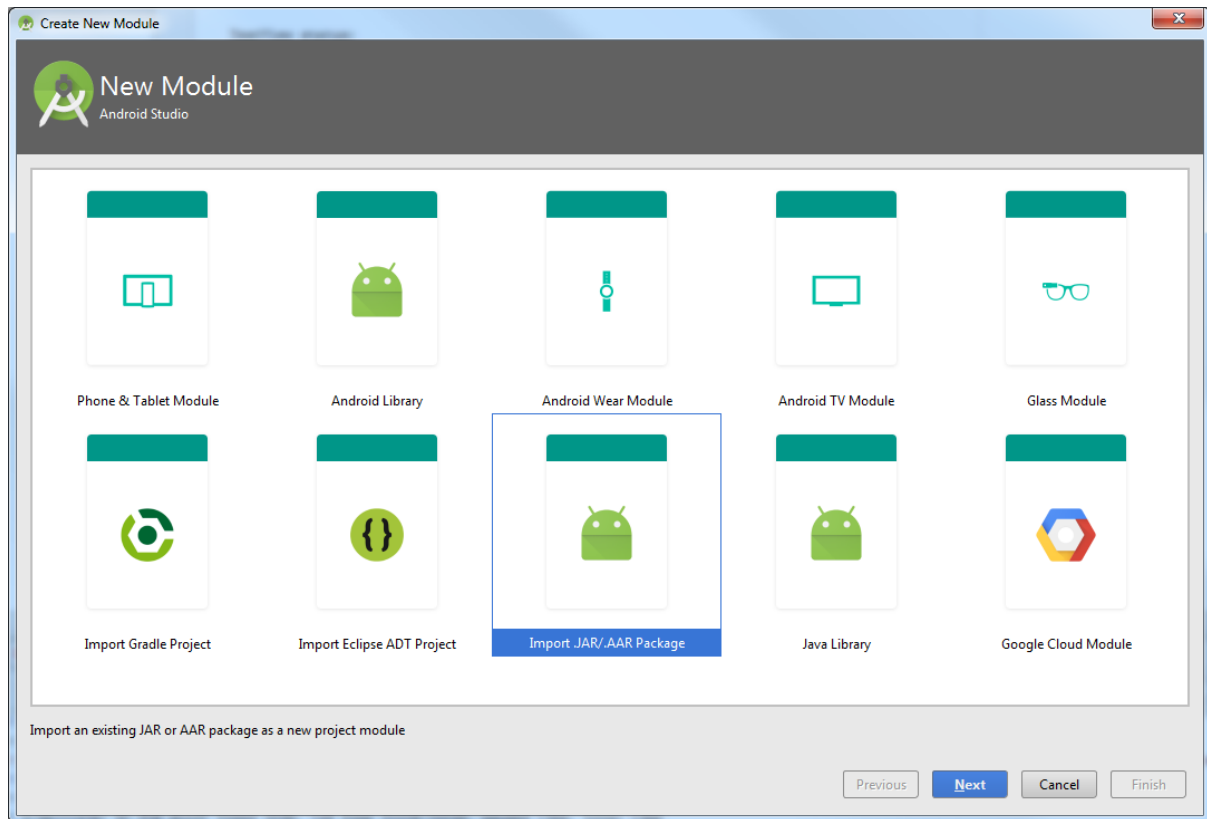 Create New Module
New Module
Android Studio
Phone & Tablet Module
Android Library
Android Wear Module
Android TV Module
Glass Module
Import Gradle Project
Import Eclipse ADT Project
Import .JAR/.AAR Package
Java Library
Google Cloud Module
Import an existing JAR or AAR package as a new project module
Previous
Next
Cancel
Finish